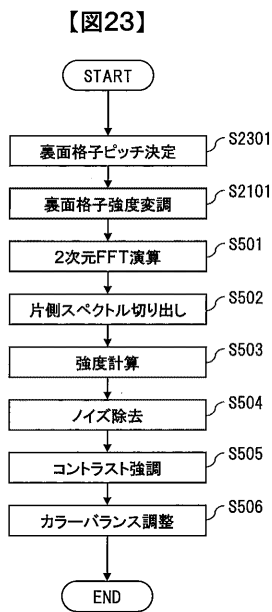 【図23】
START
裏面格子ピッチ決定
S2301
裏面格子強度変調
S2101
2次元FFT演算
S501
片側スペクトル切り出し
S502
強度計算
S503
ノイズ除去
S504
コントラスト強調
S505
カラーバランス調整
S506
END